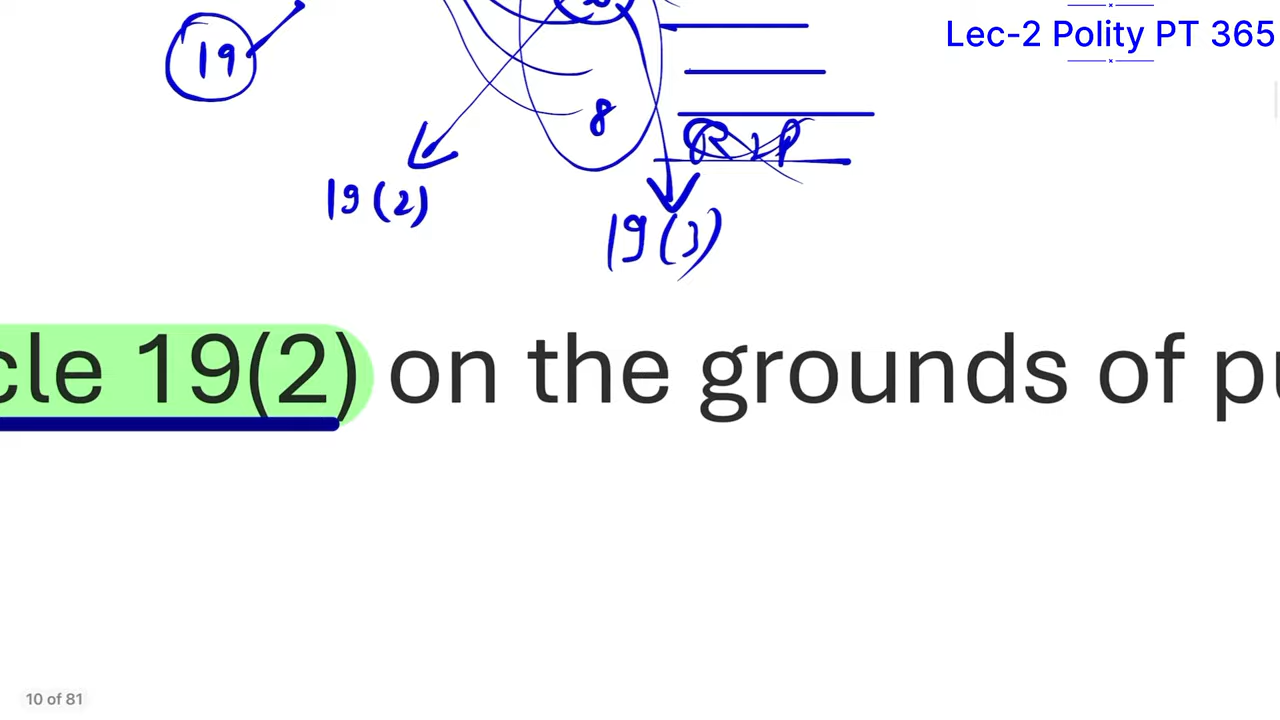 Lec-2 Polity PT 365
19
8
19(2)
19(3)
cle 19(2) on the grounds of pu
10 of 81